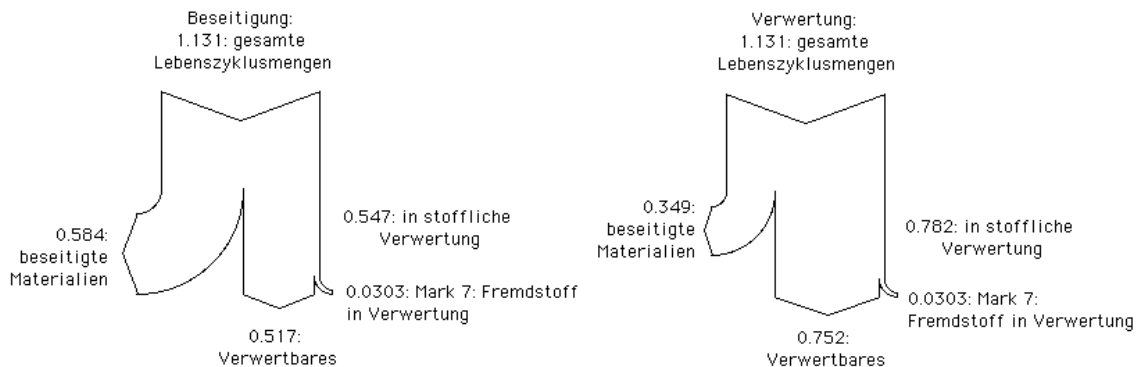 Beseitigung:
1.131: gesamte
Lebenszyklusmengen
0.584:
beseitigte
Materialien
0.547: in stoffliche
Verwertung
0.0303: Mark 7: Fremdstoff
in Verwertung
0.517:
Verwertbares
Verwertung:
1.131: gesamte
Lebenszyklusmengen
0.349:
beseitigte
Materialien
0.782: in stoffliche
Verwertung
0.0303: Mark 7:
Fremdstoff in Verwertung
0.752:
Verwertbares